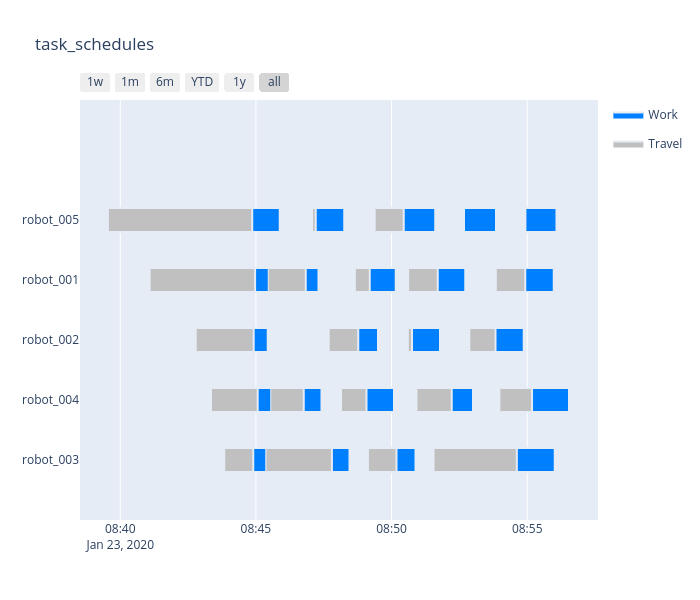 task_schedules
1w 1m 6m YTD 1y all
Work
Travel
robot_005
robot_001
robot_002
robot_004
robot_003
08:40 08:45 08:50 08:55
Jan 23, 2020